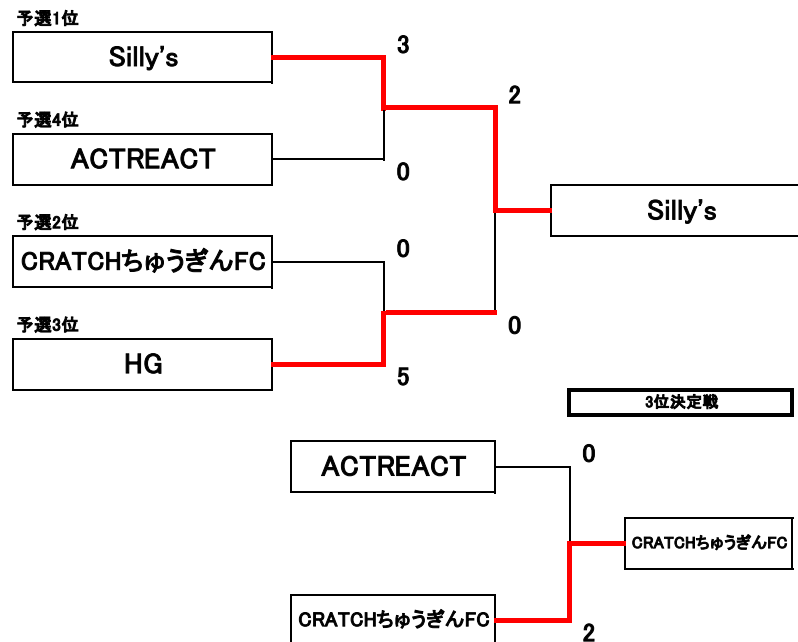 予選1位
Silly's
3
2
予選4位
ACTREACT
0
Silly's
予選2位
CRATCHちゅうぎんFC
0
予選3位
HG
0
5
3位決定戦
ACTREACT
0
CRATCHちゅうぎんFC
CRATCHちゅうぎんFC
2